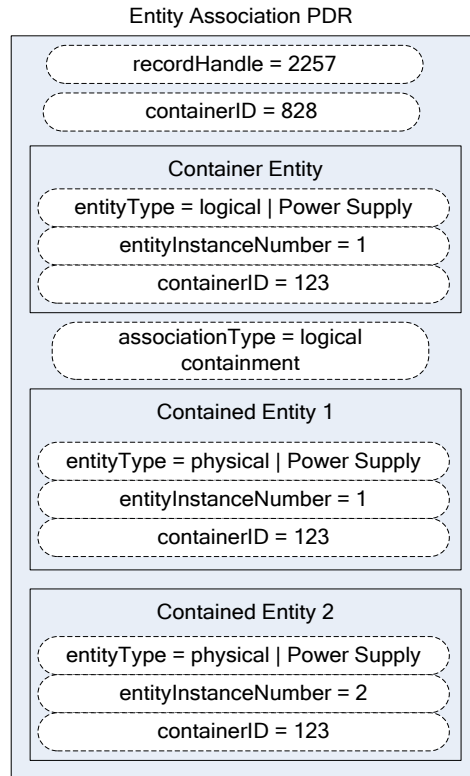 Entity Association PDR
recordHandle = 2257
containerID = 828
Container Entity
entityType = logical | Power Supply
entityInstanceNumber = 1
containerID = 123
associationType = logical
containment
Contained Entity 1
entityType = physical | Power Supply
entityInstanceNumber = 1
containerID = 123
Contained Entity 2
entityType = physical | Power Supply
entityInstanceNumber = 2
containerID = 123